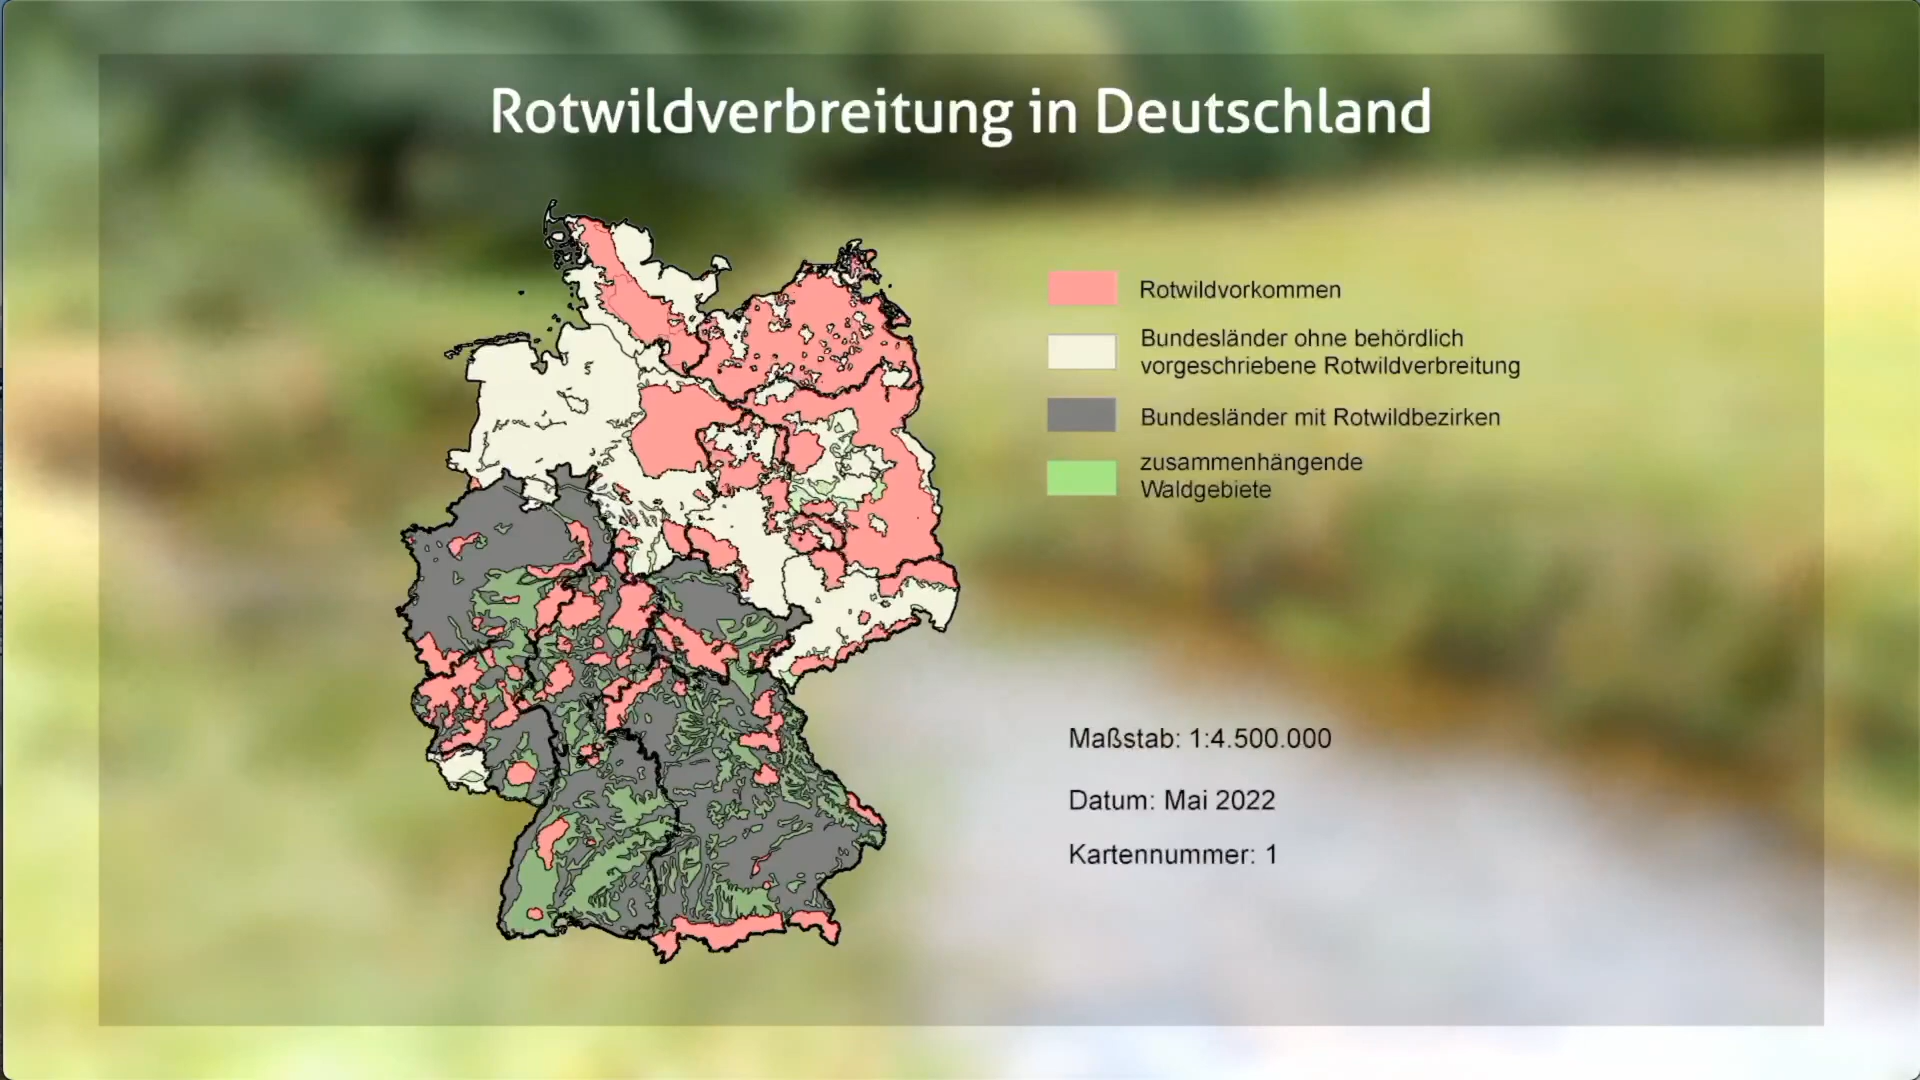 Rotwildverbreitung in Deutschland
Rotwildvorkommen
Bundesländer ohne behördlich
vorgeschriebene Rotwildverbreitung
Bundesländer mit Rotwildbezirken
zusammenhängende
Waldgebiete
Maßstab: 1:4.500.000
Datum: Mai 2022
Kartennummer: 1